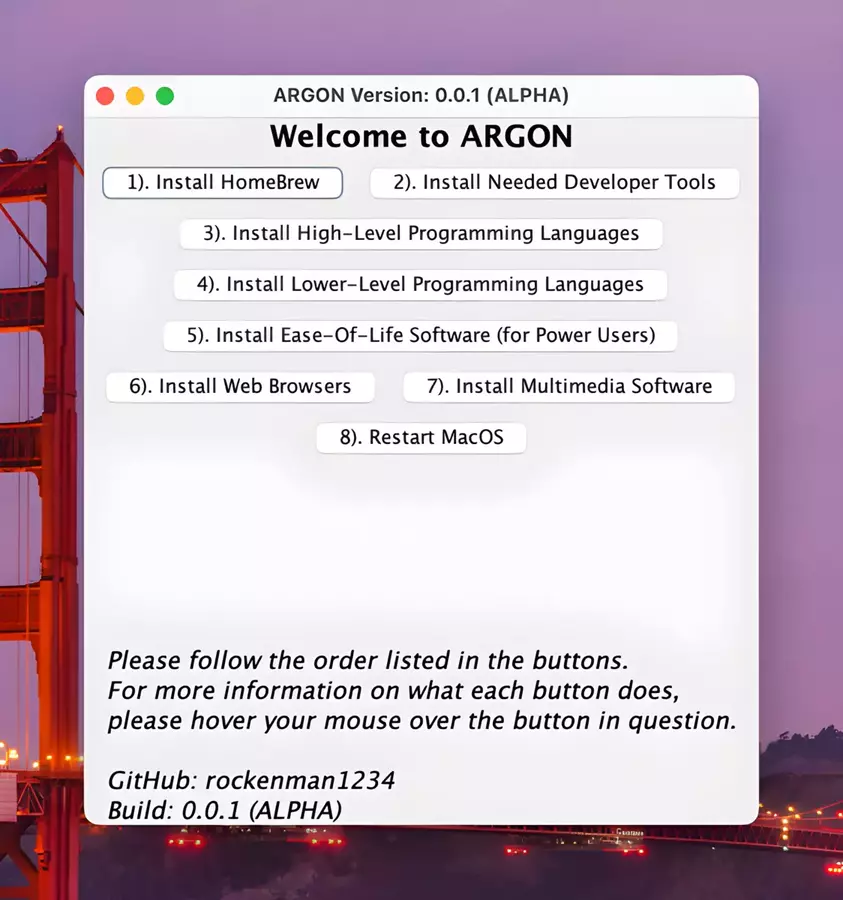 ARGON Version: 0.0.1 (ALPHA)
Welcome to ARGON
1). Install HomeBrew
2). Install Needed Developer Tools
3). Install High-Level Programming Languages
4). Install Lower-Level Programming Languages
5). Install Ease-Of-Life Software (for Power Users)
6). Install Web Browsers
7). Install Multimedia Software
8). Restart MacOS
Please follow the order listed in the buttons.
For more information on what each button does,
please hover your mouse over the button in question.
GitHub: rockenman1234
Build: 0.0.1 (ALPHA)